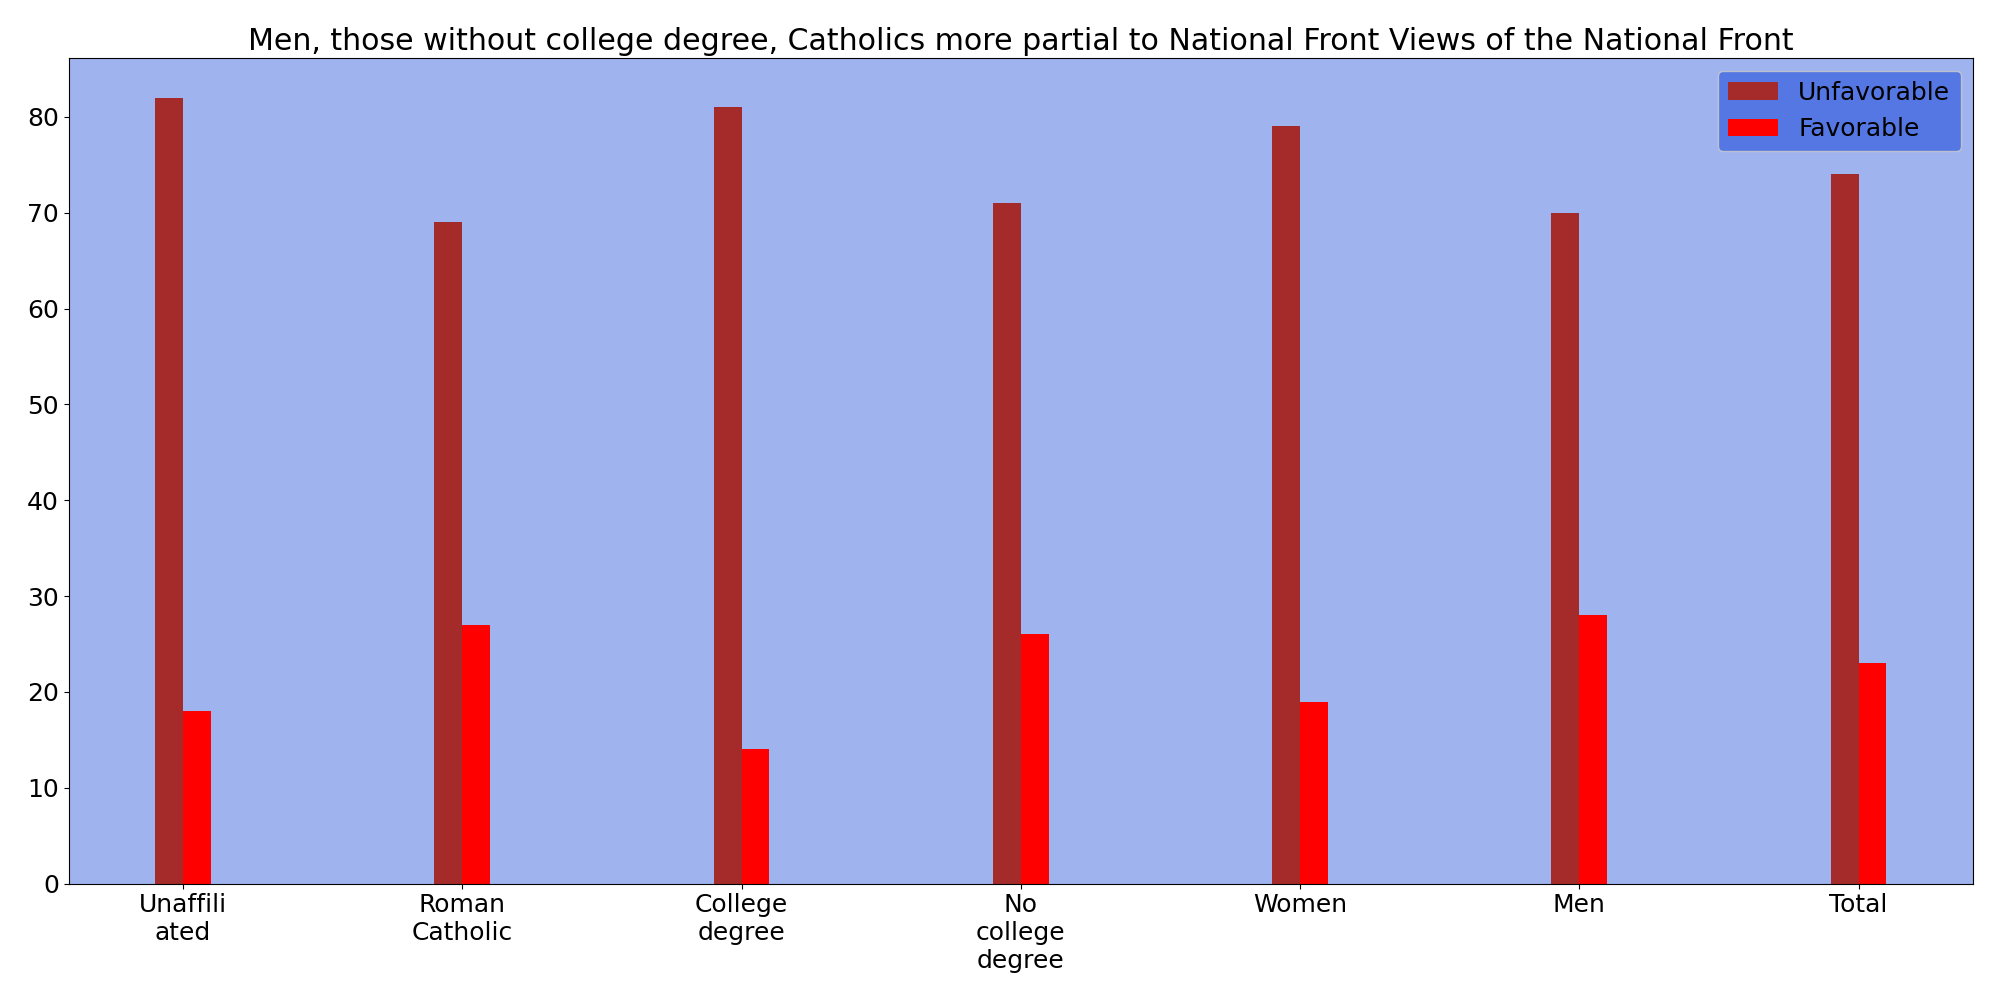 Men, those without college degree, Catholics more partial to National Front Views of the National Front
Unfavorable
Favorable
80
70
60
50
40
30
20
10
0
Unaffili
ated
Roman
Catholic
College
degree
No
college
degree
Women
Men
Total